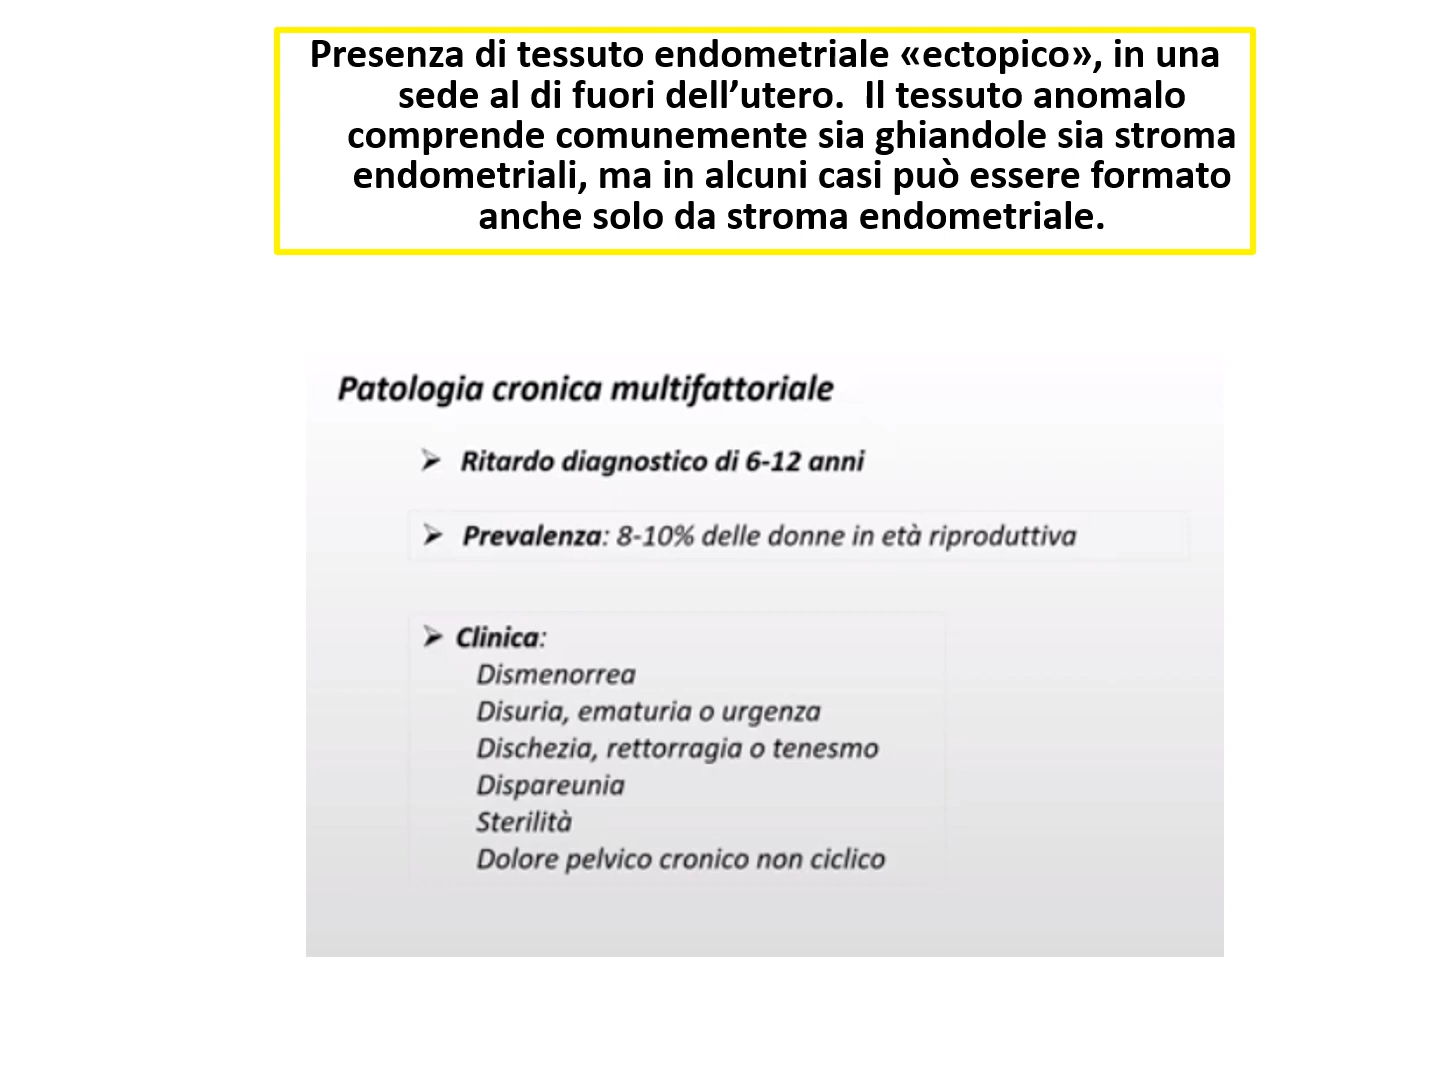 Presenza di tessuto endometriale «ectopico», in una
sede al di fuori dell’utero.  Il tessuto anomalo
comprende comunemente sia ghiandole sia stroma
endometriali, ma in alcuni casi può essere formato
anche solo da stroma endometriale.
Patologia cronica multifattoriale
➢ Ritardo diagnostico di 6-12 anni
➢ Prevalenza: 8-10% delle donne in età riproduttiva
➢ Clinica:
Dismenorrea
Disuria, ematuria o urgenza
Dischezia, rettorragia o tenesmo
Dispareunia
Sterilità
Dolore pelvico cronico non ciclico